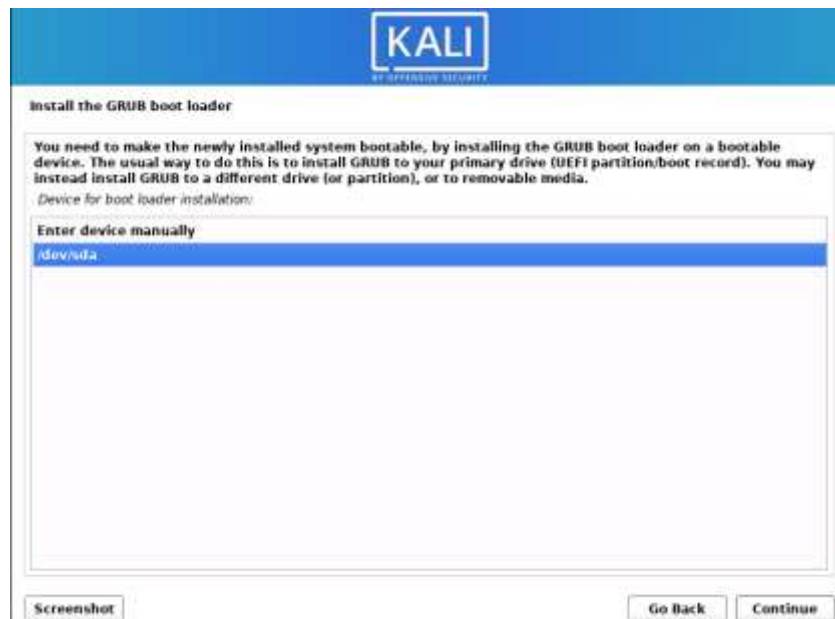 KALI
BY OFFENSIVE SECURITY
Install the GRUB boot loader
You need to make the newly installed system bootable, by installing the GRUB boot loader on a bootable
device. The usual way to do this is to install GRUB to your primary drive (UEFI partition/boot record). You may
instead install GRUB to a different drive (or partition), or to removable media.
Device for boot loader installation:
Enter device manually
/dev/sda
Screenshot
Go Back
Continue